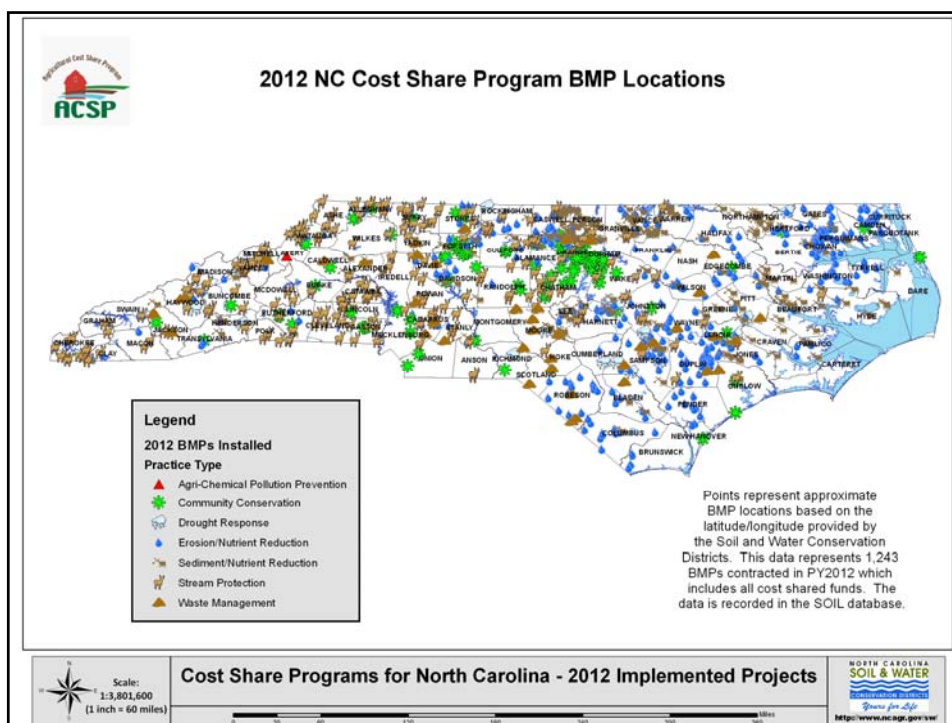 Agricultural Cost Share Program
ACSP
2012 NC Cost Share Program BMP Locations
ROCKINGHAM
ASHE
ALLEGHANY
SURRY
STOKES
CASWELL
PERSON
GRANVILLE
VANCE
WARREN
NORTHAMPTON
GATES
CURRITUCK
CAMDEN
PASQUOTANK
WATAUGA
WILKES
YADKIN
FORSYTH
GUILFORD
ALAMANCE
ORANGE
DURHAM
FRANKLIN
HALIFAX
HERTFORD
BERTIE
CHOWAN
PERQUIMANS
MITCHELL
AVERY
CALDWELL
ALEXANDER
IREDELL
DAVIE
DAVIDSON
RANDOLPH
CHATHAM
WAKE
NASH
EDGECOMBE
MARTIN
WASHINGTON
TYRRELL
DARE
MADISON
YANCEY
BURKE
MCDOWELL
CATAWBA
ROWAN
WILSON
PITT
BEAUFORT
HYDE
SWAIN
HAYWOOD
BUNCOMBE
RUTHERFORD
LINCOLN
CABARRUS
STANLY
MONTGOMERY
MOORE
LEE
HARNETT
JOHNSTON
WAYNE
GREENE
LENOIR
CRAVEN
PAMLICO
GRAHAM
CHEROKEE
CLAY
MACON
JACKSON
TRANSYLVANIA
HENDERSON
POLK
CLEVELAND
GASTON
MECKLENBURG
UNION
ANSON
RICHMOND
SCOTLAND
HOKE
CUMBERLAND
SAMPSON
DUPLIN
JONES
ONSLOW
CARTERET
ROBESON
BLADEN
PENDER
COLUMBUS
NEW HANOVER
BRUNSWICK
Legend
2012 BMPs Installed
Practice Type
Agri-Chemical Pollution Prevention
Community Conservation
Drought Response
Erosion/Nutrient Reduction
Sediment/Nutrient Reduction
Stream Protection
Waste Management
Points represent approximate
BMP locations based on the
latitude/longitude provided by
the Soil and Water Conservation
Districts. This data represents 1,243
BMPs contracted in PY2012 which
includes all cost shared funds. The
data is recorded in the SOIL database.
N
W
E
S
Scale:
1:3,801,600
(1 inch = 60 miles)
Cost Share Programs for North Carolina - 2012 Implemented Projects
Miles
NORTH CAROLINA
SOIL & WATER
CONSERVATION DISTRICTS
Yours for Life